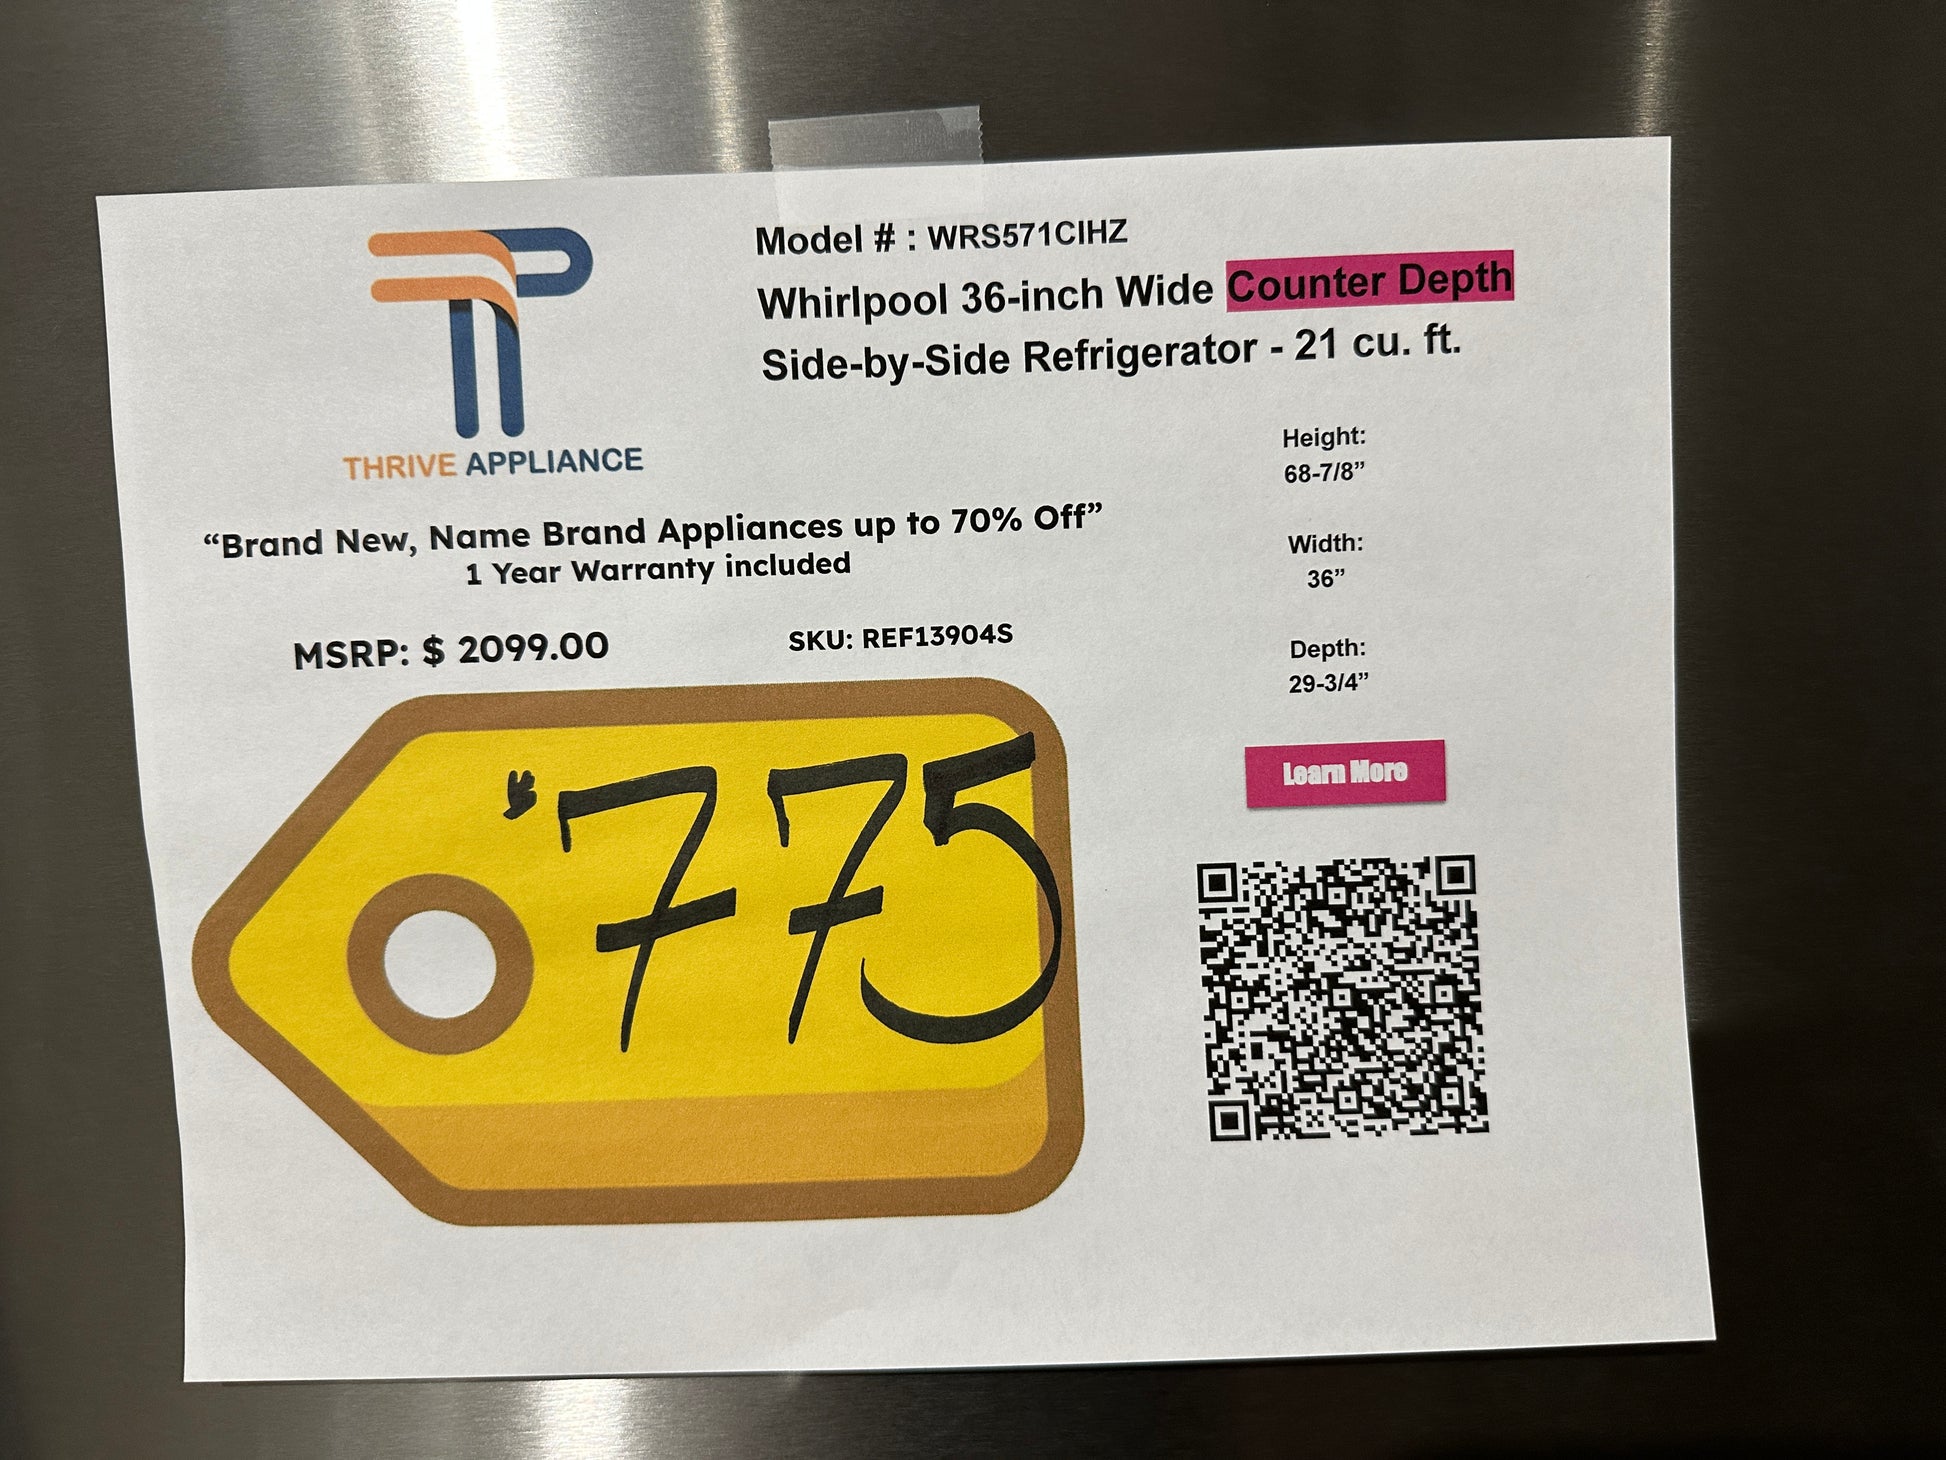 Model # : WRS571CIHZ
Whirlpool 36-inch Wide Counter Depth
Side-by-Side Refrigerator - 21 cu. ft.
THRIVE APPLIANCE
“Brand New, Name Brand Appliances up to 70% Off”
1 Year Warranty included
MSRP: $ 2099.00
SKU: REF13904S
$775
Height:
68-7/8”
Width:
36”
Depth:
29-3/4”
Learn More